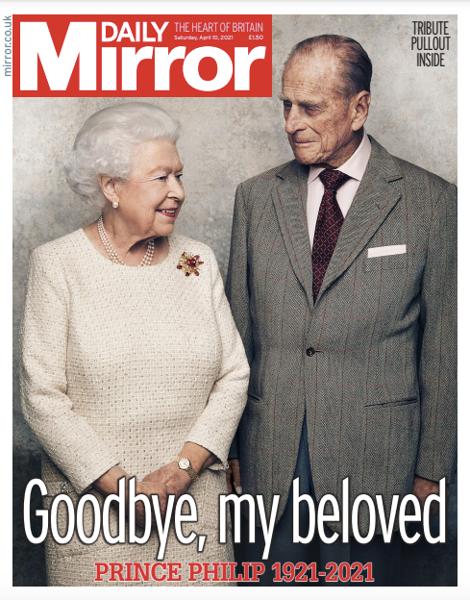 mirror.co.uk
DAILY
THE HEART OF BRITAIN
Saturday, April 10, 2021 £1.50
Mirror
TRIBUTE
PULLOUT
INSIDE
Goodbye, my beloved
PRINCE PHILIP 1921-2021